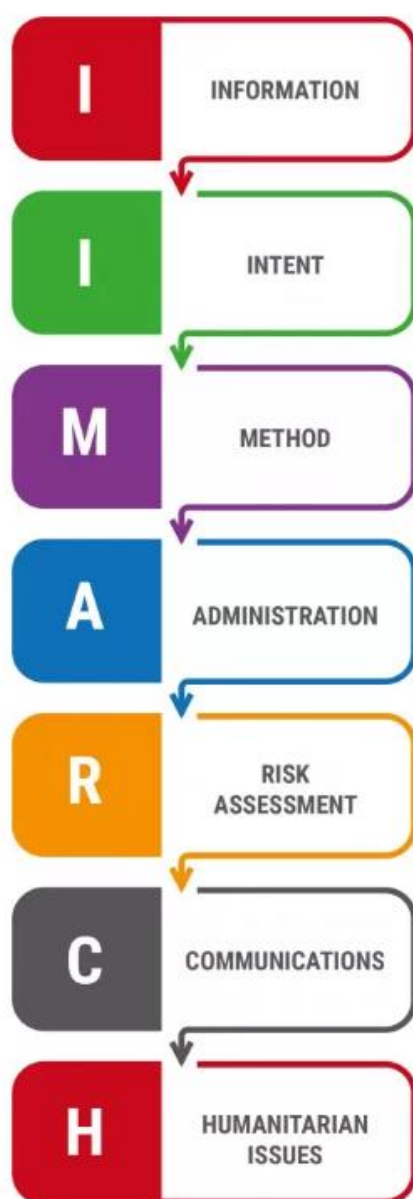 I
INFORMATION
I
INTENT
M
METHOD
A
ADMINISTRATION
R
RISK
ASSESSMENT
C
COMMUNICATIONS
H
HUMANITARIAN
ISSUES